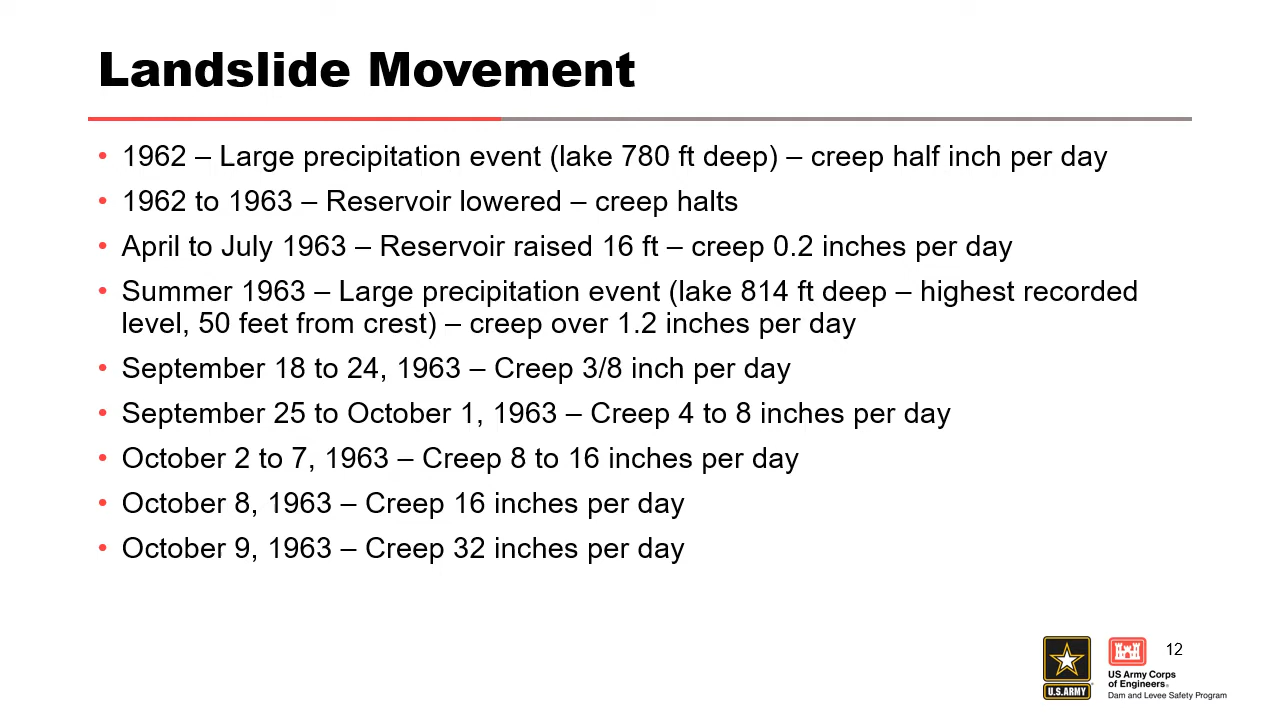 Landslide Movement
• 1962 – Large precipitation event (lake 780 ft deep) – creep half inch per day
• 1962 to 1963 – Reservoir lowered – creep halts
• April to July 1963 – Reservoir raised 16 ft – creep 0.2 inches per day
• Summer 1963 – Large precipitation event (lake 814 ft deep – highest recorded
level, 50 feet from crest) – creep over 1.2 inches per day
• September 18 to 24, 1963 – Creep 3/8 inch per day
• September 25 to October 1, 1963 – Creep 4 to 8 inches per day
• October 2 to 7, 1963 – Creep 8 to 16 inches per day
• October 8, 1963 – Creep 16 inches per day
• October 9, 1963 – Creep 32 inches per day
U.S.ARMY
US Army Corps
of Engineers®
Dam and Levee Safety Program
12